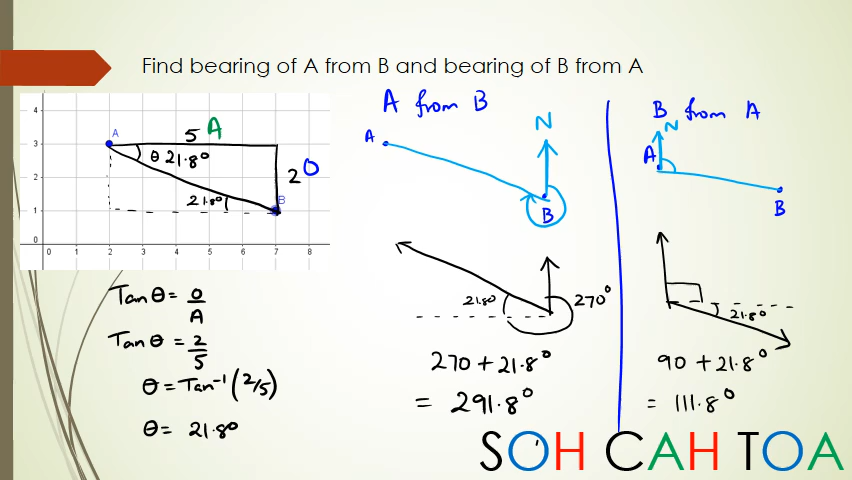 Find bearing of A from B and bearing of B from A
4
3
2
1
0
0 1 2 3 4 5 6 7 8
A
5 A
θ 21.8°
2 O
21.8°
B
Tan θ = O/A
Tan θ = 2/5
θ = Tan⁻¹ (2/5)
θ = 21.8°
A from B
N
A
B
21.8°
270°
270 + 21.8°
= 291.8°
B from A
N
A
B
21.8°
90 + 21.8°
= 111.8°
SOH CAH TOA